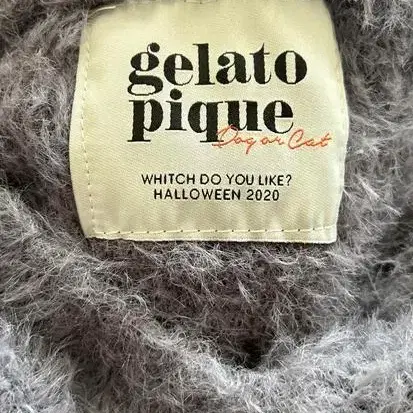 gelato
pique
Dog or Cat
WHITCH DO YOU LIKE?
HALLOWEEN 2020